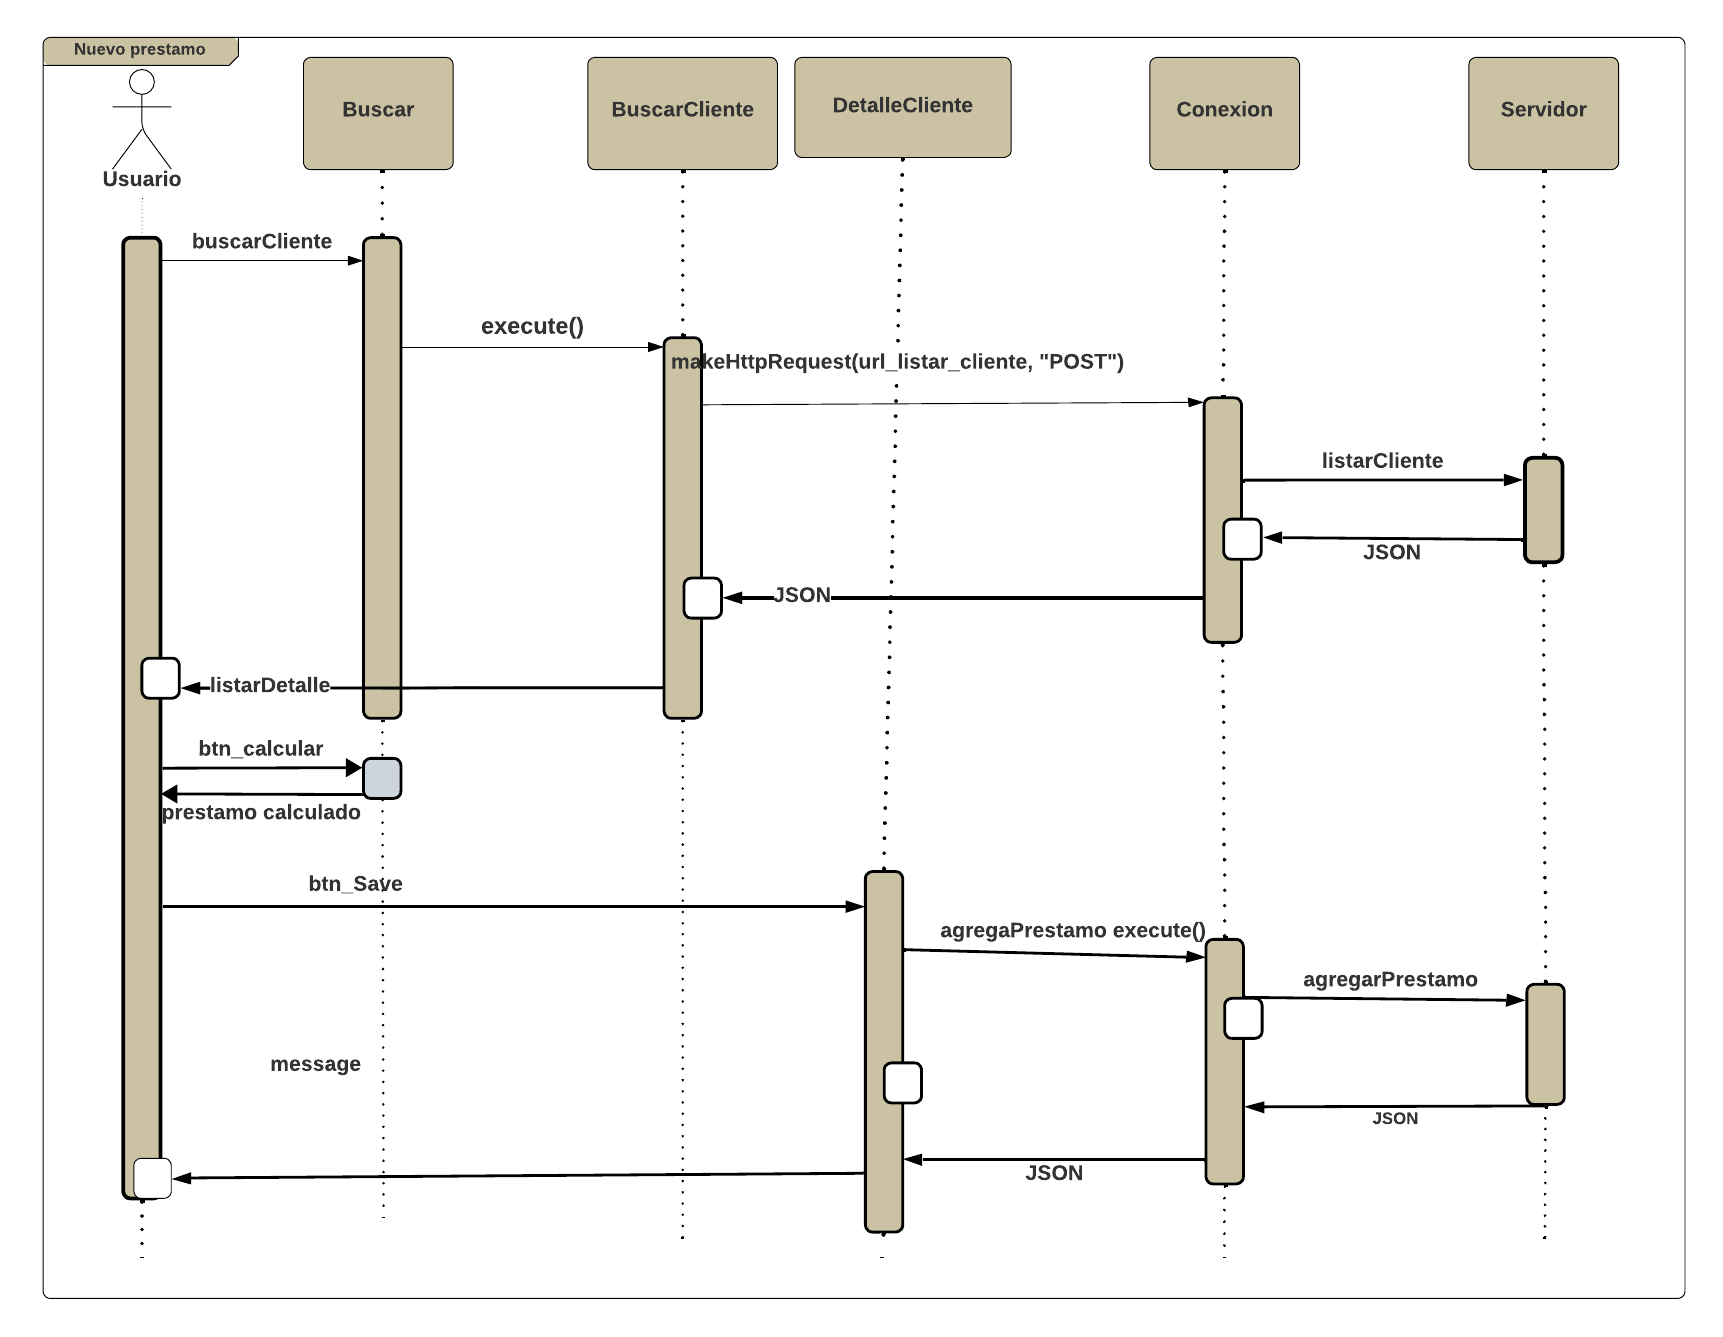 Nuevo prestamo
Usuario
Buscar
BuscarCliente
DetalleCliente
Conexion
Servidor
buscarCliente
execute()
makeHttpRequest(url_listar_cliente, "POST")
listarCliente
JSON
JSON
listarDetalle
btn_calcular
prestamo calculado
btn_Save
agregaPrestamo execute()
agregarPrestamo
message
JSON
JSON